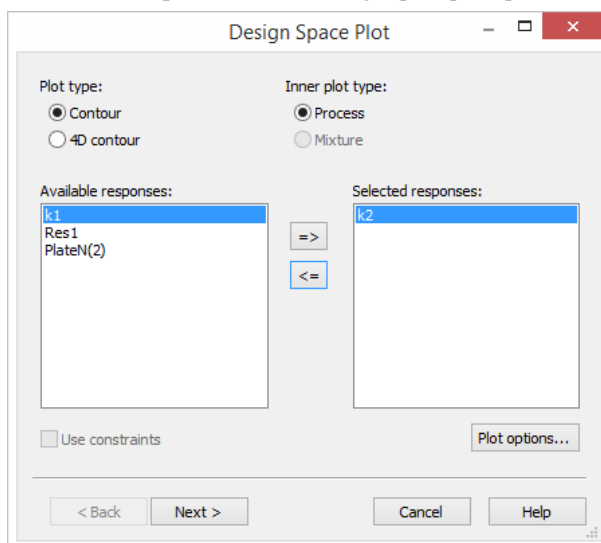 Design Space Plot
Plot type:
Inner plot type:
Contour
Process
4D contour
Mixture
Available responses:
Selected responses:
k1
k2
Res1
PlateN(2)
=>
<=
Use constraints
Plot options...
< Back
Next >
Cancel
Help